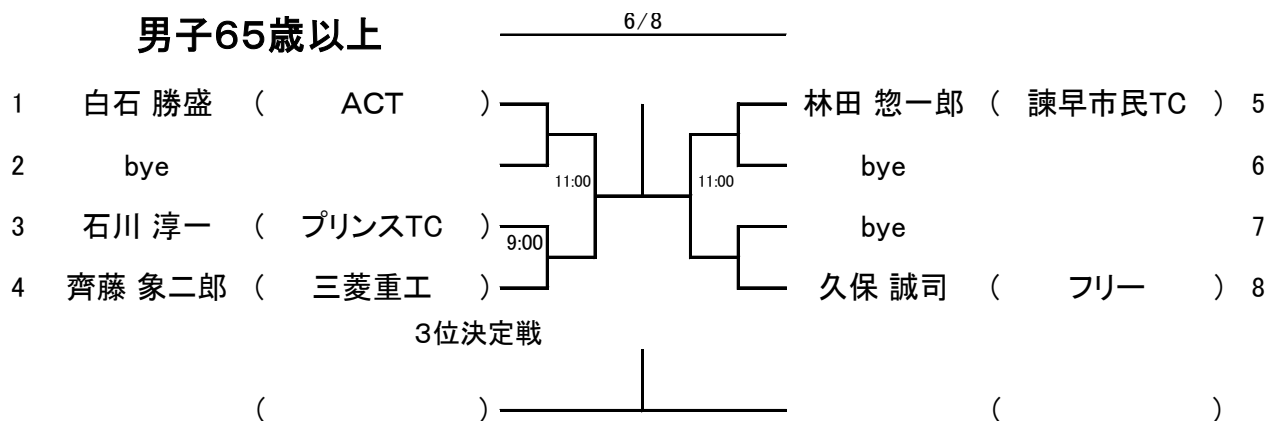 男子65歳以上 6/8
1 白石 勝盛 ( ACT ) 林田 惣一郎 ( 諫早市民TC ) 5
2 bye 11:00 11:00 bye 6
3 石川 淳一 ( プリンスTC ) 9:00 bye 7
4 齊藤 象二郎 ( 三菱重工 ) 久保 誠司 ( フリー ) 8
3位決定戦
( ) ( )